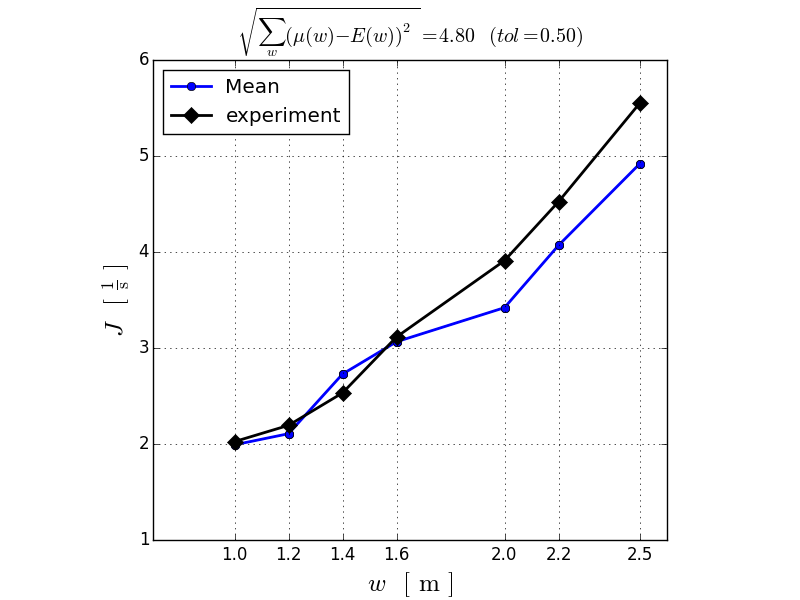 √∑_w(μ(w)−E(w))² =4.80 (tol=0.50)
6
Mean
experiment
5
4
J [ 1/s ]
3
2
1
1.0 1.2 1.4 1.6 2.0 2.2 2.5
w [ m ]